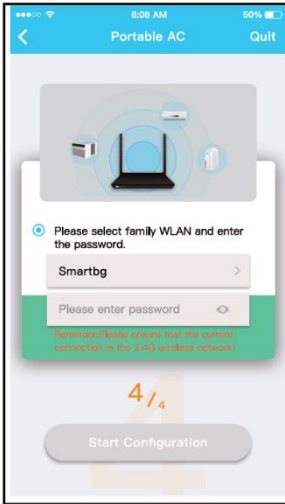 8:08 AM
50%
Portable AC
Quit
Please select family WLAN and enter
the password.
Smartbg
Please enter password
Reminder:Please ensure that the current
connection is the 2.4G wireless network!
4/4
Start Configuration